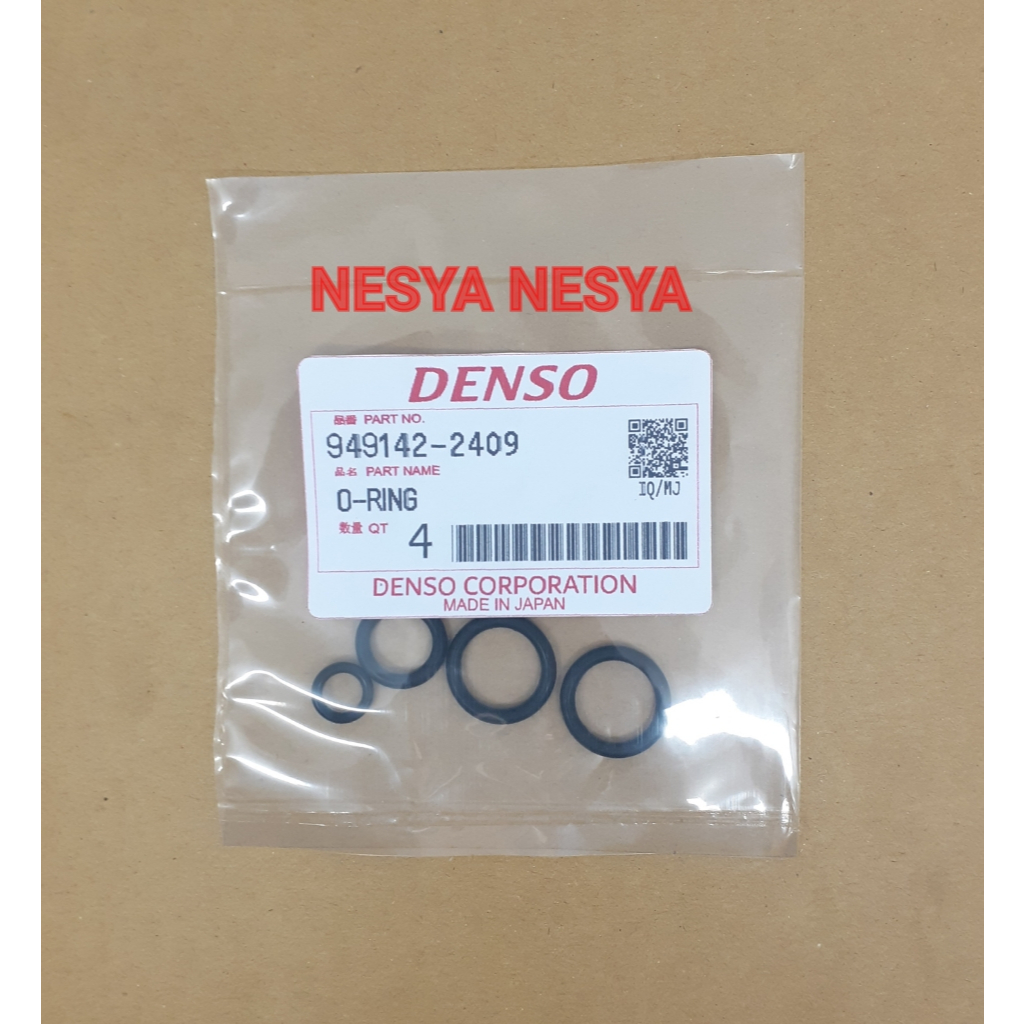 NESYA NESYA
DENSO
品番 PART NO.
949142-2409
品名 PART NAME
IQ/MJ
O-RING
数量 QT 4
DENSO CORPORATION
MADE IN JAPAN